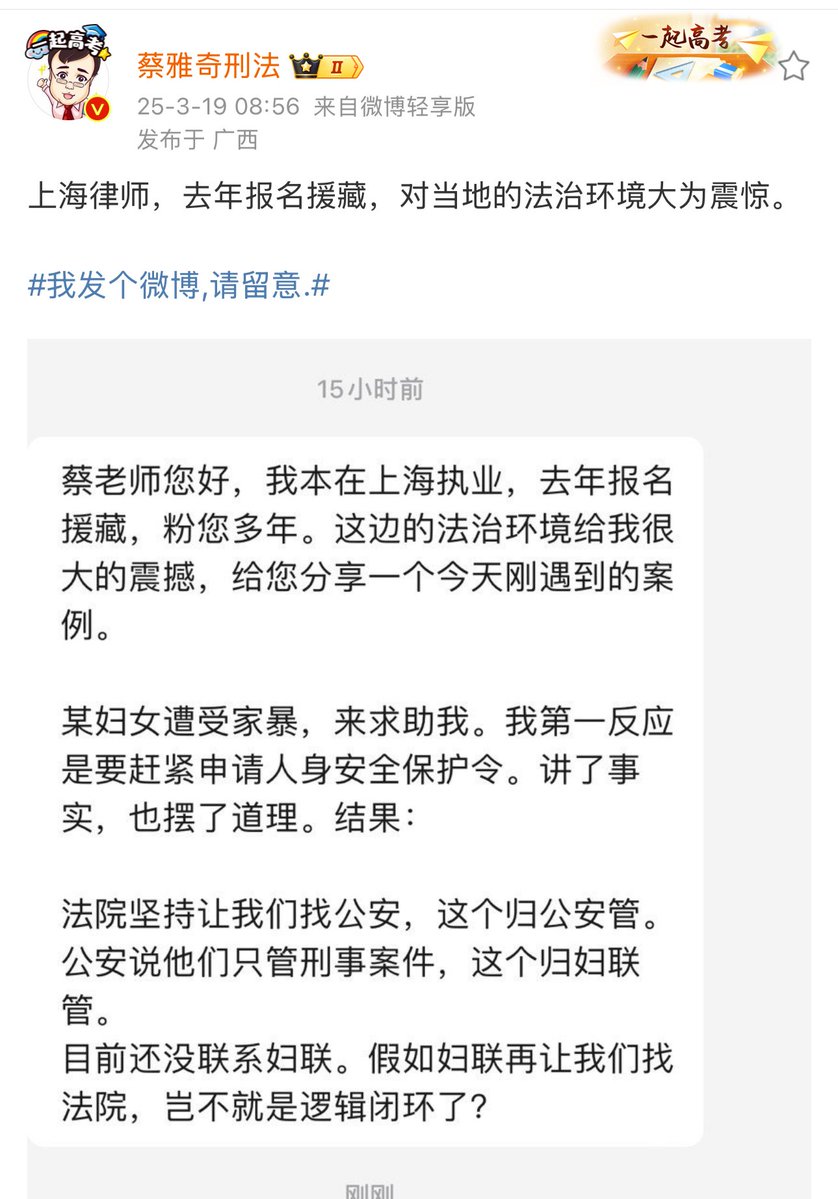 一起高考
一起高考
蔡雅奇刑法 II
25-3-19 08:56 来自微博轻享版
发布于 广西
上海律师，去年报名援藏，对当地的法治环境大为震惊。
#我发个微博,请留意.#
15小时前
蔡老师您好，我本在上海执业，去年报名
援藏，粉您多年。这边的法治环境给我很
大的震撼，给您分享一个今天刚遇到的案
例。
某妇女遭受家暴，来求助我。我第一反应
是要赶紧申请人身安全保护令。讲了事
实，也摆了道理。结果：
法院坚持让我们找公安，这个归公安管。
公安说他们只管刑事案件，这个归妇联
管。
目前还没联系妇联。假如妇联再让我们找
法院，岂不就是逻辑闭环了？
刚刚